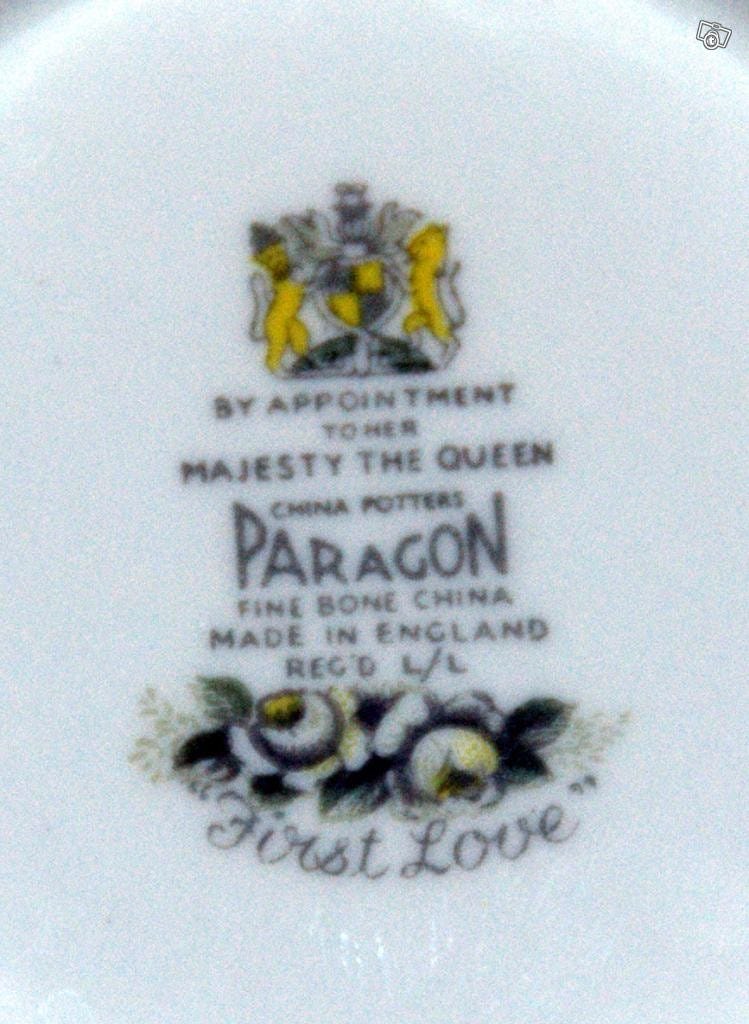 BY APPOINTMENT
TO HER
MAJESTY THE QUEEN
CHINA POTTERS
PARAGON
FINE BONE CHINA
MADE IN ENGLAND
REG'D L/L
"First Love"